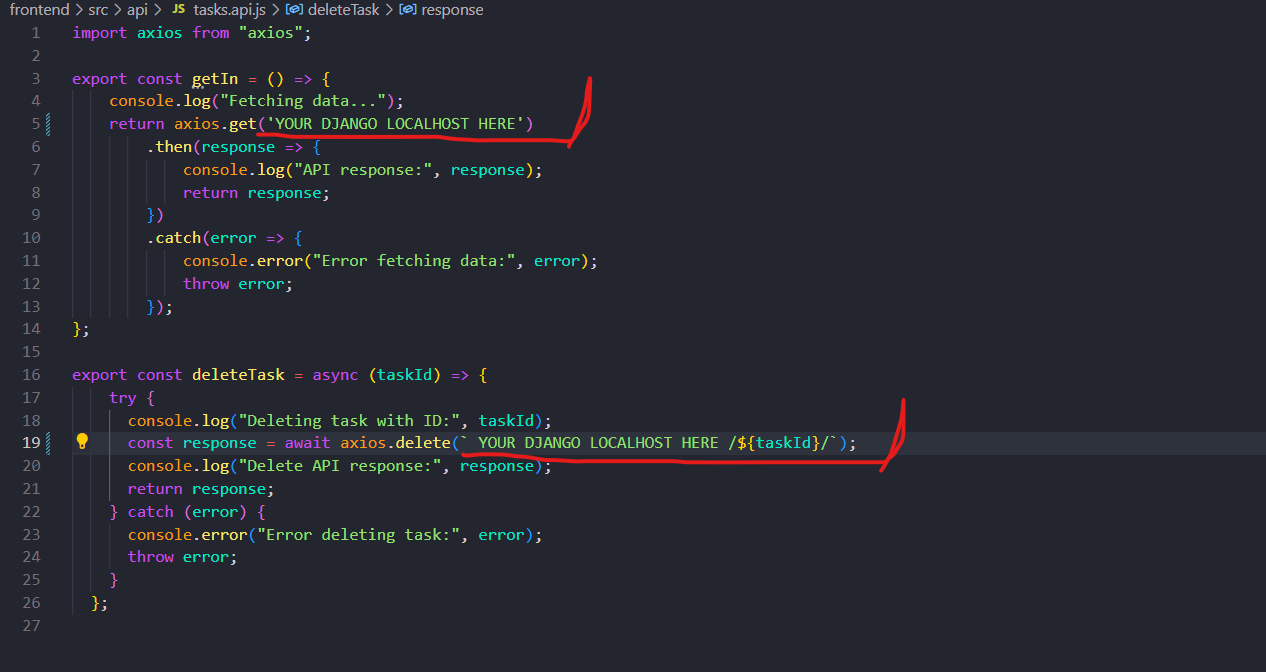 frontend > src > api > JS tasks.api.js > deleteTask > response
1 import axios from "axios";
2
3 export const getIn = () => {
4 console.log("Fetching data...");
5 return axios.get('YOUR DJANGO LOCALHOST HERE')
6 .then(response => {
7 console.log("API response:", response);
8 return response;
9 })
10 .catch(error => {
11 console.error("Error fetching data:", error);
12 throw error;
13 });
14 };
15
16 export const deleteTask = async (taskId) => {
17 try {
18 console.log("Deleting task with ID:", taskId);
19 const response = await axios.delete(` YOUR DJANGO LOCALHOST HERE /${taskId}/`);
20 console.log("Delete API response:", response);
21 return response;
22 } catch (error) {
23 console.error("Error deleting task:", error);
24 throw error;
25 }
26 };
27